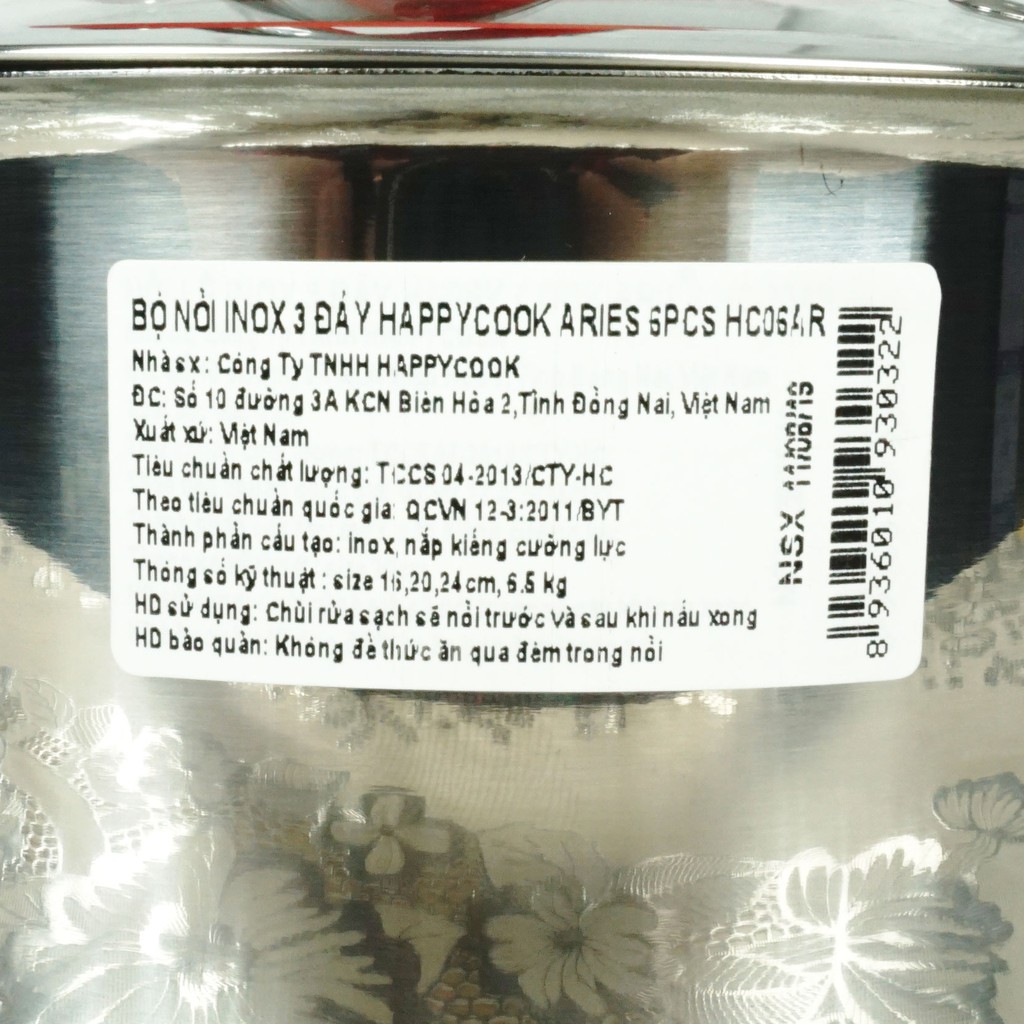 BỘ NỒI INOX 3 ĐÁY HAPPYCOOK ARIES 6PCS HC06AR
Nhà sx: Công Ty TNHH HAPPYCOOK
ĐC: Số 10 đường 3A KCN Biên Hòa 2,Tỉnh Đồng Nai, Việt Nam
Xuất xứ: Việt Nam
Tiêu chuẩn chất lượng: TCCS 04-2013/CTY-HC
Theo tiêu chuẩn quốc gia: QCVN 12-3:2011/BYT
Thành phần cấu tạo: inox, nắp kiếng cường lực
Thông số kỹ thuật : size 16,20,24cm, 6.5 kg
HD sử dụng: Chùi rửa sạch sẽ nồi trước và sau khi nấu xong
HD bảo quản: Không để thức ăn qua đêm trong nồi
NSX
8 936010 930322